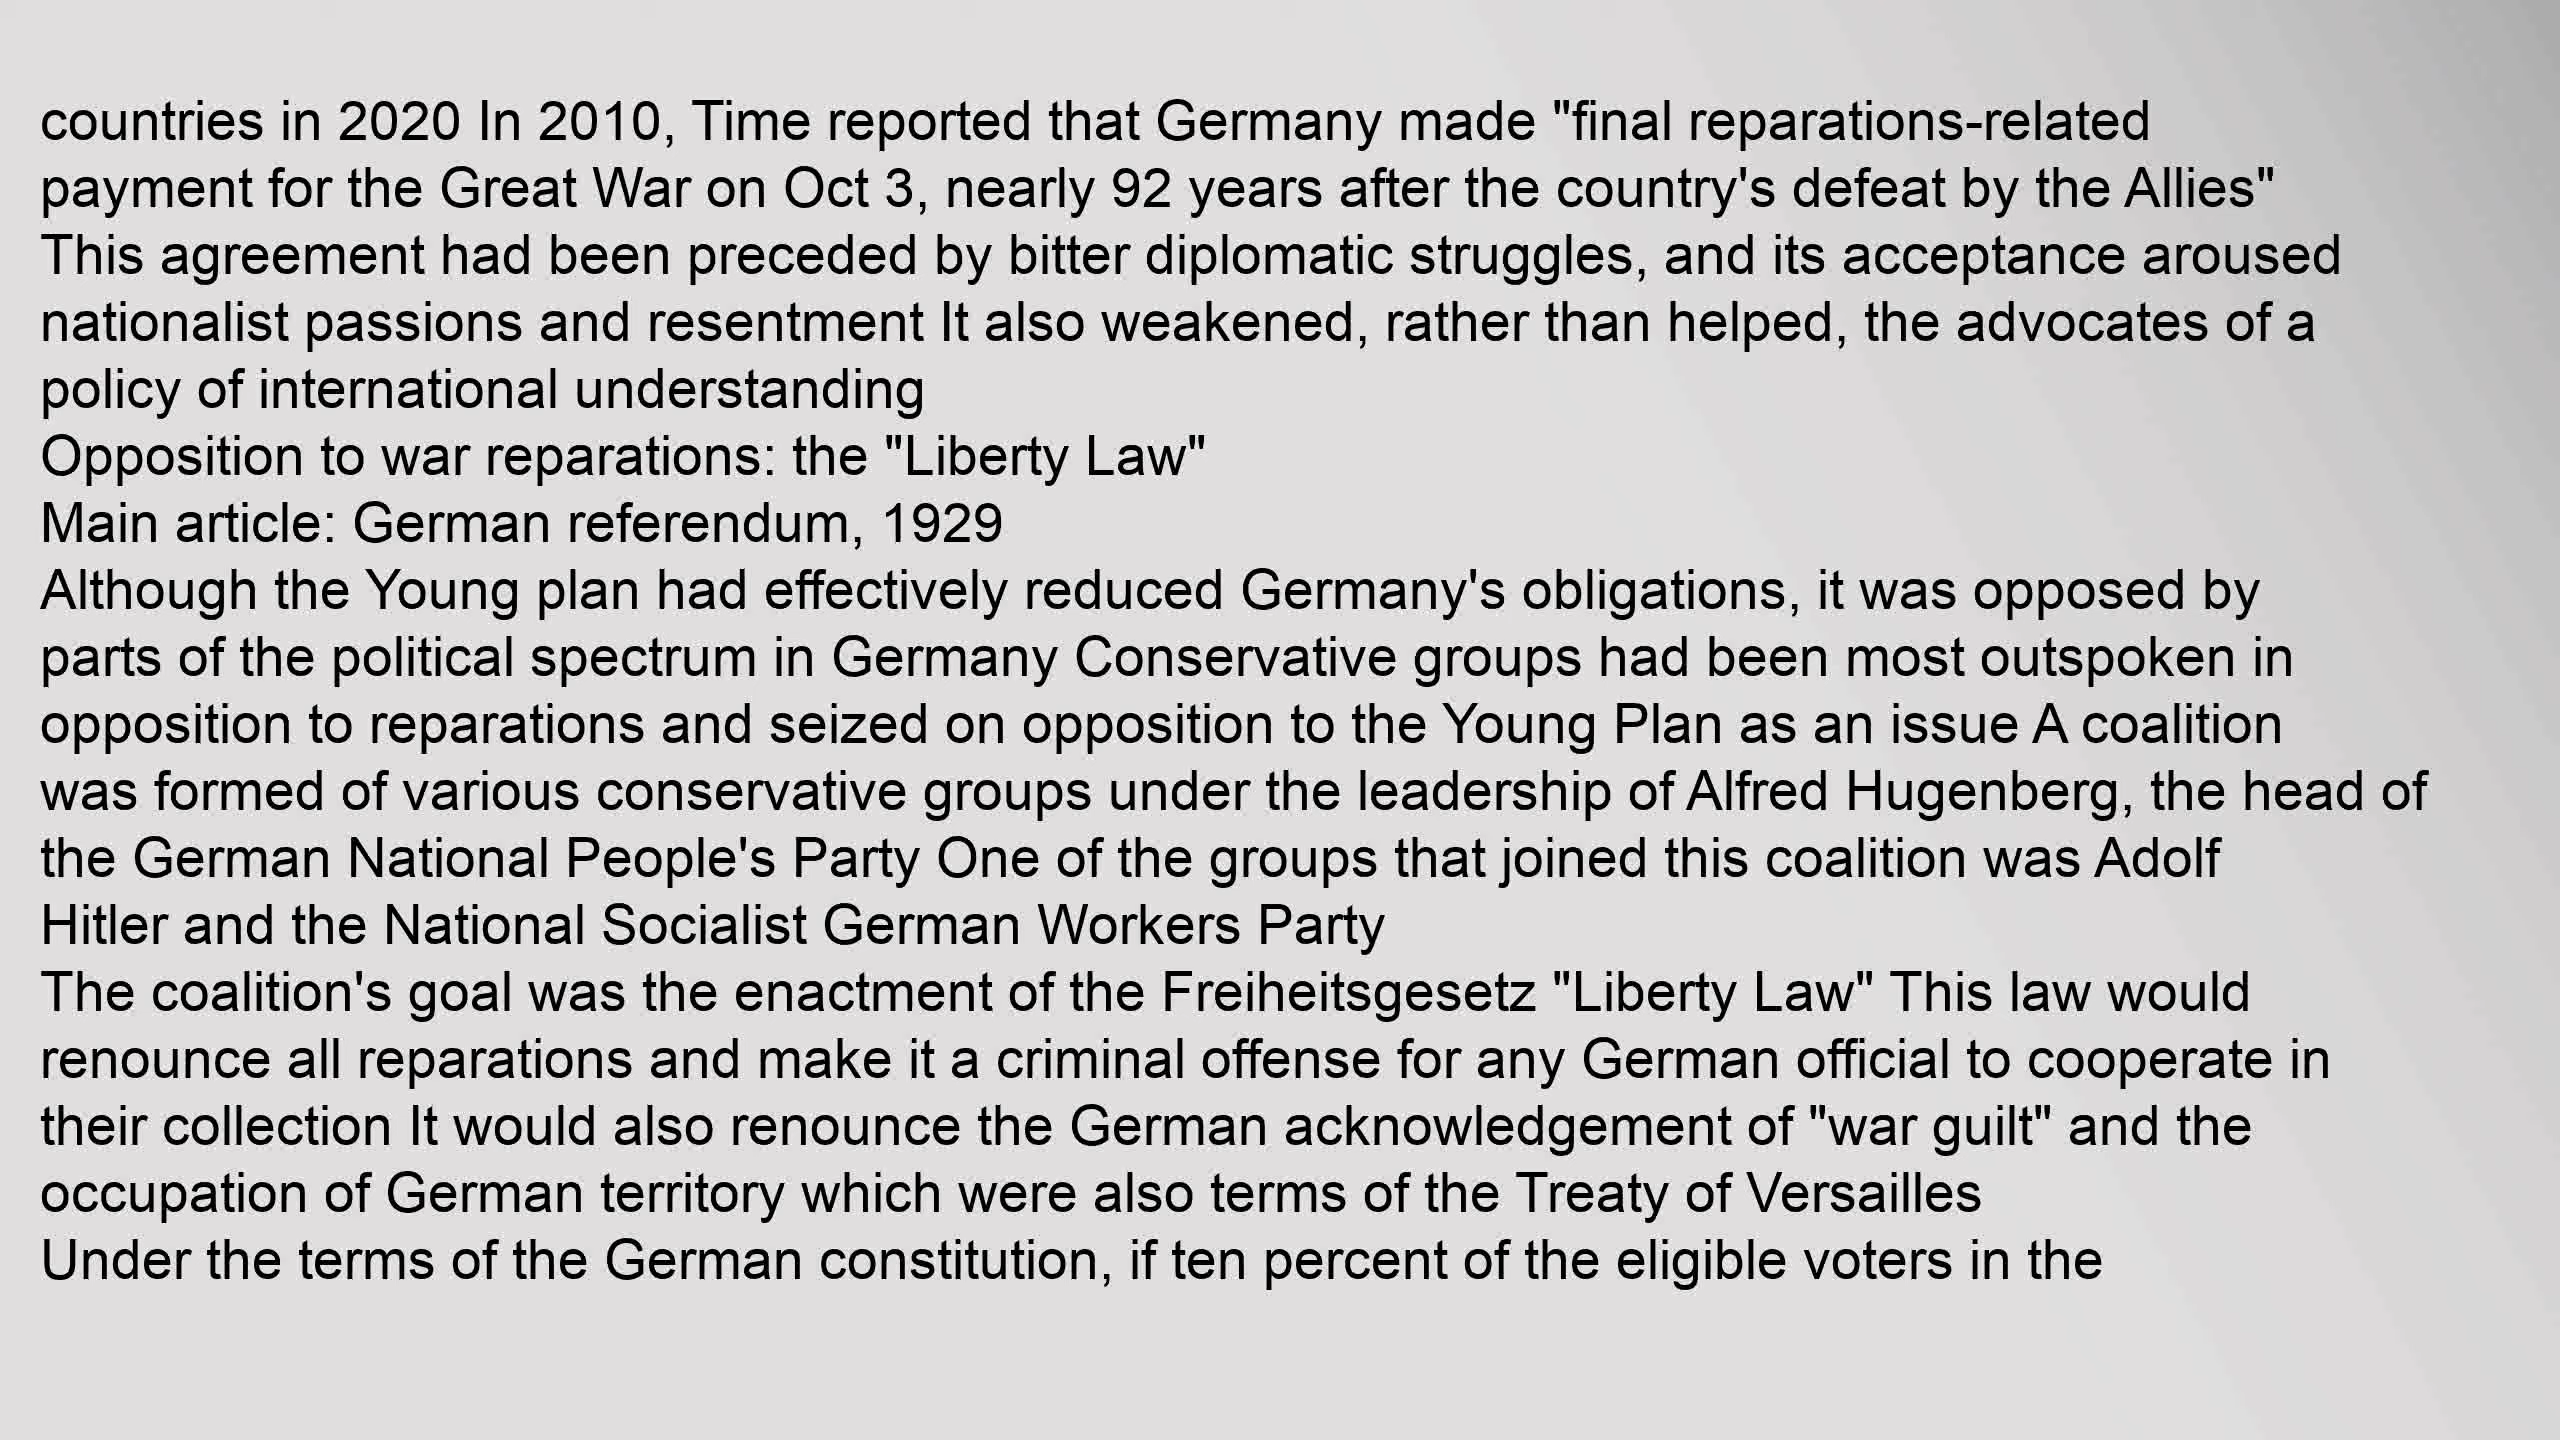 countries in 2020 In 2010, Time reported that Germany made "final reparations-related
payment for the Great War on Oct 3, nearly 92 years after the country's defeat by the Allies"
This agreement had been preceded by bitter diplomatic struggles, and its acceptance aroused
nationalist passions and resentment It also weakened, rather than helped, the advocates of a
policy of international understanding
Opposition to war reparations: the "Liberty Law"
Main article: German referendum, 1929
Although the Young plan had effectively reduced Germany's obligations, it was opposed by
parts of the political spectrum in Germany Conservative groups had been most outspoken in
opposition to reparations and seized on opposition to the Young Plan as an issue A coalition
was formed of various conservative groups under the leadership of Alfred Hugenberg, the head of
the German National People's Party One of the groups that joined this coalition was Adolf
Hitler and the National Socialist German Workers Party
The coalition's goal was the enactment of the Freiheitsgesetz "Liberty Law" This law would
renounce all reparations and make it a criminal offense for any German official to cooperate in
their collection It would also renounce the German acknowledgement of "war guilt" and the
occupation of German territory which were also terms of the Treaty of Versailles
Under the terms of the German constitution, if ten percent of the eligible voters in the